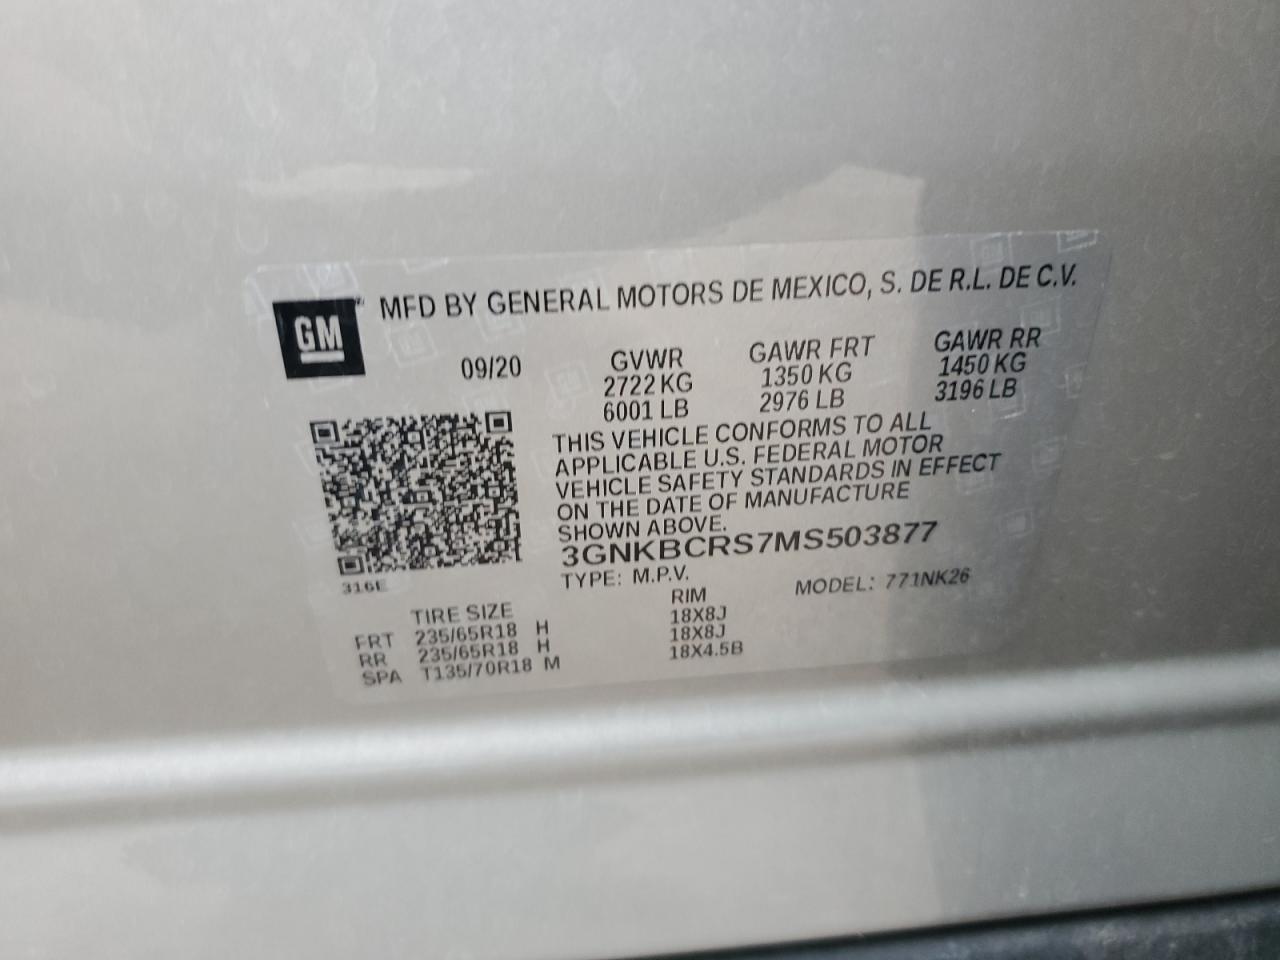 GM MFD BY GENERAL MOTORS DE MEXICO, S. DE R.L. DE C.V.
09/20 GVWR GAWR FRT GAWR RR
2722 KG 1350 KG 1450 KG
6001 LB 2976 LB 3196 LB
THIS VEHICLE CONFORMS TO ALL
APPLICABLE U.S. FEDERAL MOTOR
VEHICLE SAFETY STANDARDS IN EFFECT
ON THE DATE OF MANUFACTURE
SHOWN ABOVE.
3GNKBCRS7MS503877
316E
TYPE: M.P.V. MODEL: 771NK26
TIRE SIZE RIM
FRT 235/65R18 H 18X8J
RR 235/65R18 H 18X8J
SPA T135/70R18 M 18X4.5B